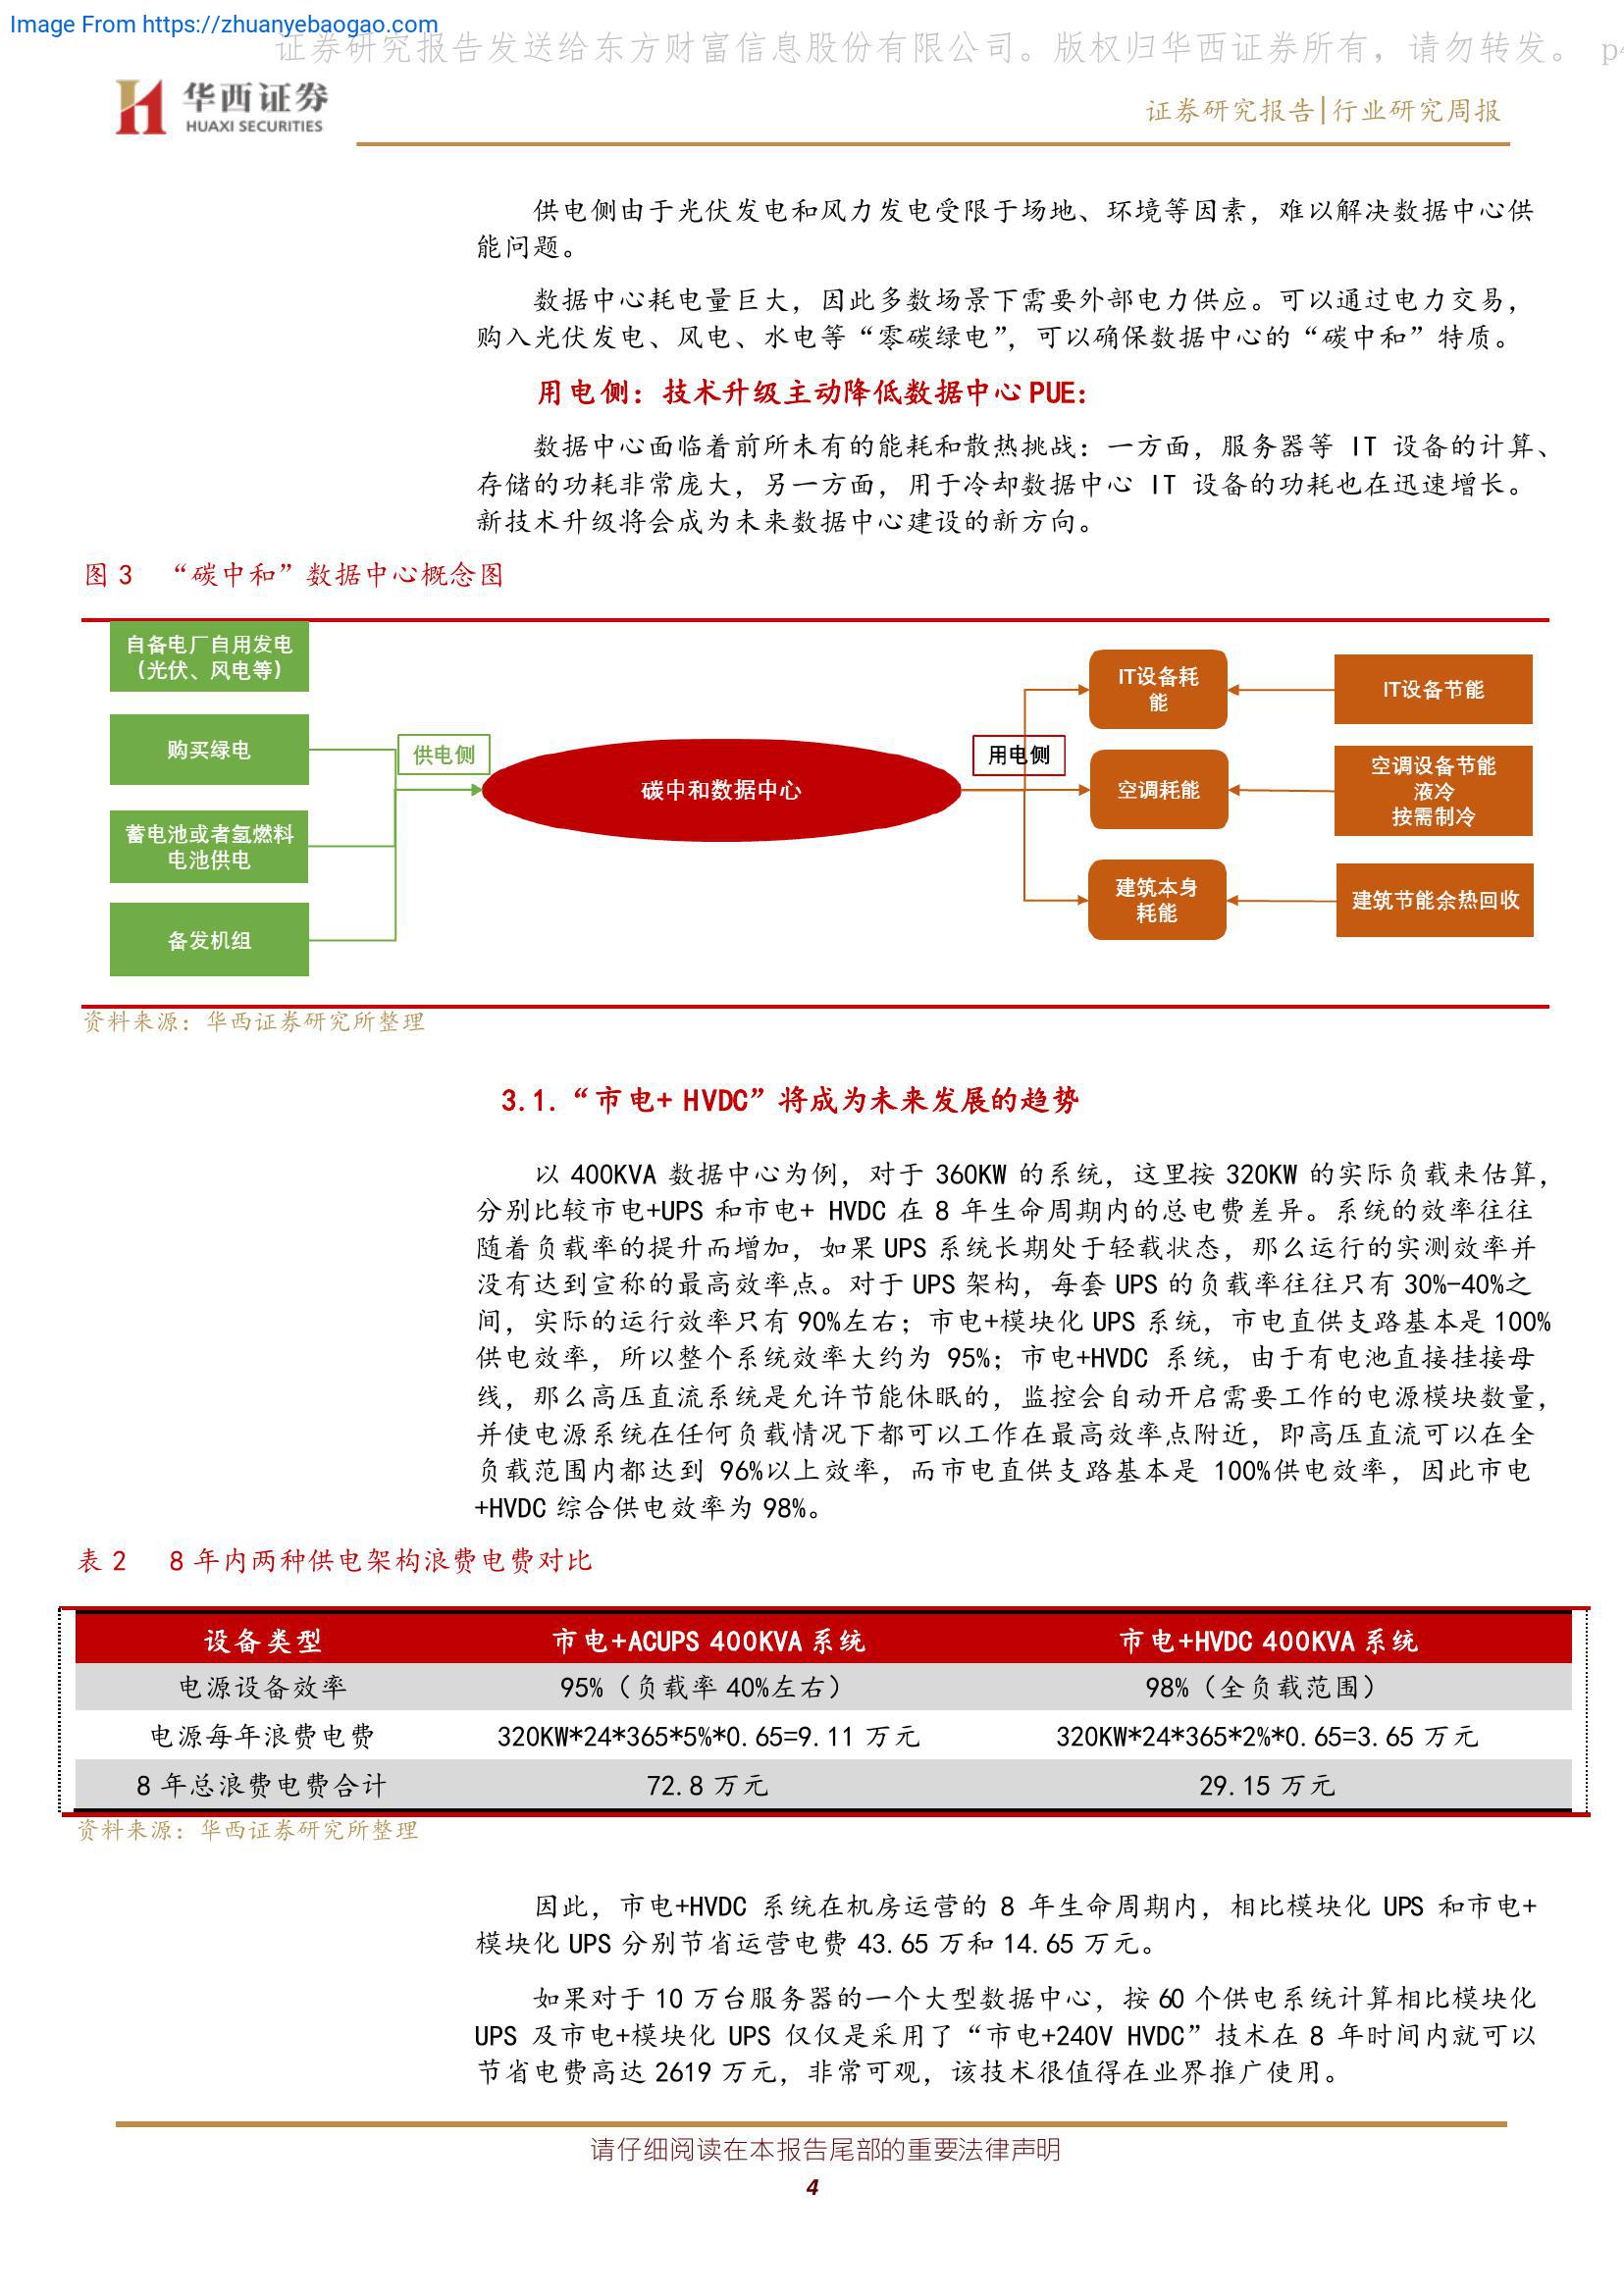 Image From https://zhuanyebaogao.com
证券研究报告发送给东方财富信息股份有限公司。版权归华西证券所有，请勿转发。 p4
华西证券
HUAXI SECURITIES
证券研究报告|行业研究周报
供电侧由于光伏发电和风力发电受限于场地、环境等因素，难以解决数据中心供
能问题。
数据中心耗电量巨大，因此多数场景下需要外部电力供应。可以通过电力交易，
购入光伏发电、风电、水电等“零碳绿电”，可以确保数据中心的“碳中和”特质。
用电侧：技术升级主动降低数据中心 PUE：
数据中心面临着前所未有的能耗和散热挑战：一方面，服务器等 IT 设备的计算、
存储的功耗非常庞大，另一方面，用于冷却数据中心 IT 设备的功耗也在迅速增长。
新技术升级将会成为未来数据中心建设的新方向。
图 3 “碳中和”数据中心概念图
自备电厂自用发电
（光伏、风电等）
购买绿电
蓄电池或者氢燃料
电池供电
备发机组
供电侧
碳中和数据中心
用电侧
IT设备耗
能
空调耗能
建筑本身
耗能
IT设备节能
空调设备节能
液冷
按需制冷
建筑节能余热回收
资料来源：华西证券研究所整理
3.1.“市电+ HVDC”将成为未来发展的趋势
以 400KVA 数据中心为例，对于 360KW 的系统，这里按 320KW 的实际负载来估算，
分别比较市电+UPS 和市电+ HVDC 在 8 年生命周期内的总电费差异。系统的效率往往
随着负载率的提升而增加，如果 UPS 系统长期处于轻载状态，那么运行的实测效率并
没有达到宣称的最高效率点。对于 UPS 架构，每套 UPS 的负载率往往只有 30%-40%之
间，实际的运行效率只有 90%左右；市电+模块化 UPS 系统，市电直供支路基本是 100%
供电效率，所以整个系统效率大约为 95%；市电+HVDC 系统，由于有电池直接挂接母
线，那么高压直流系统是允许节能休眠的，监控会自动开启需要工作的电源模块数量，
并使电源系统在任何负载情况下都可以工作在最高效率点附近，即高压直流可以在全
负载范围内都达到 96%以上效率，而市电直供支路基本是 100%供电效率，因此市电
+HVDC 综合供电效率为 98%。
表 2 8 年内两种供电架构浪费电费对比
设备类型 市电+ACUPS 400KVA 系统 市电+HVDC 400KVA 系统
电源设备效率 95%（负载率 40%左右） 98%（全负载范围）
电源每年浪费电费 320KW*24*365*5%*0.65=9.11 万元 320KW*24*365*2%*0.65=3.65 万元
8 年总浪费电费合计 72.8 万元 29.15 万元
资料来源：华西证券研究所整理
因此，市电+HVDC 系统在机房运营的 8 年生命周期内，相比模块化 UPS 和市电+
模块化 UPS 分别节省运营电费 43.65 万和 14.65 万元。
如果对于 10 万台服务器的一个大型数据中心，按 60 个供电系统计算相比模块化
UPS 及市电+模块化 UPS 仅仅是采用了“市电+240V HVDC”技术在 8 年时间内就可以
节省电费高达 2619 万元，非常可观，该技术很值得在业界推广使用。
请仔细阅读在本报告尾部的重要法律声明
4